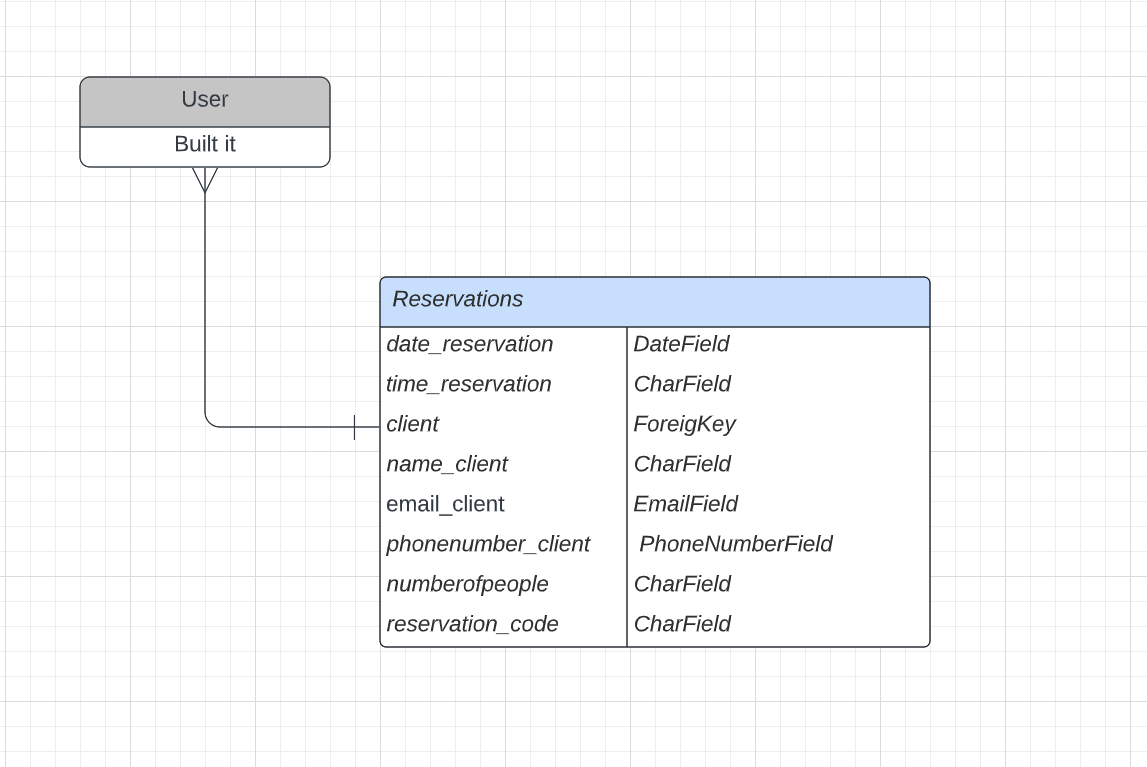 User
Built it
Reservations
date_reservation DateField
time_reservation CharField
client ForeigKey
name_client CharField
email_client EmailField
phonenumber_client PhoneNumberField
numberofpeople CharField
reservation_code CharField